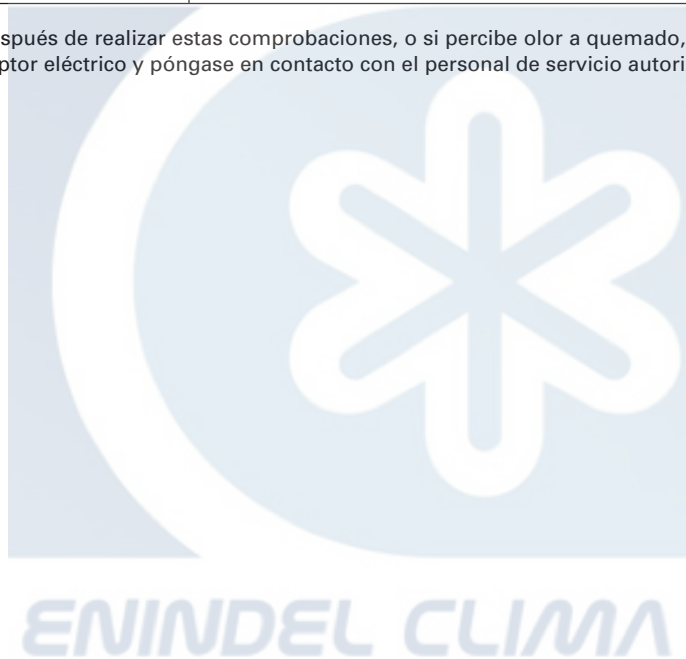 spués de realizar estas comprobaciones, o si percibe olor a quemado,
ptor eléctrico y póngase en contacto con el personal de servicio autori
ENINDEL CLIMA